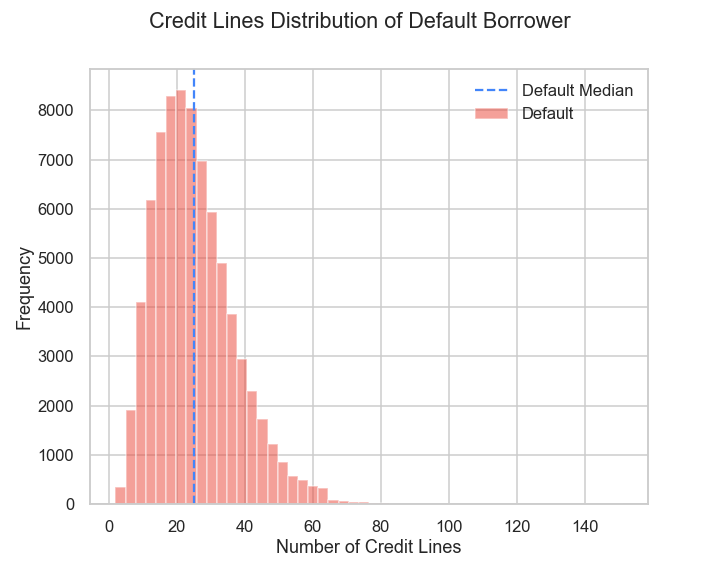 Credit Lines Distribution of Default Borrower
Default Median
Default
8000
7000
6000
5000
4000
3000
2000
1000
0
Frequency
0 20 40 60 80 100 120 140
Number of Credit Lines